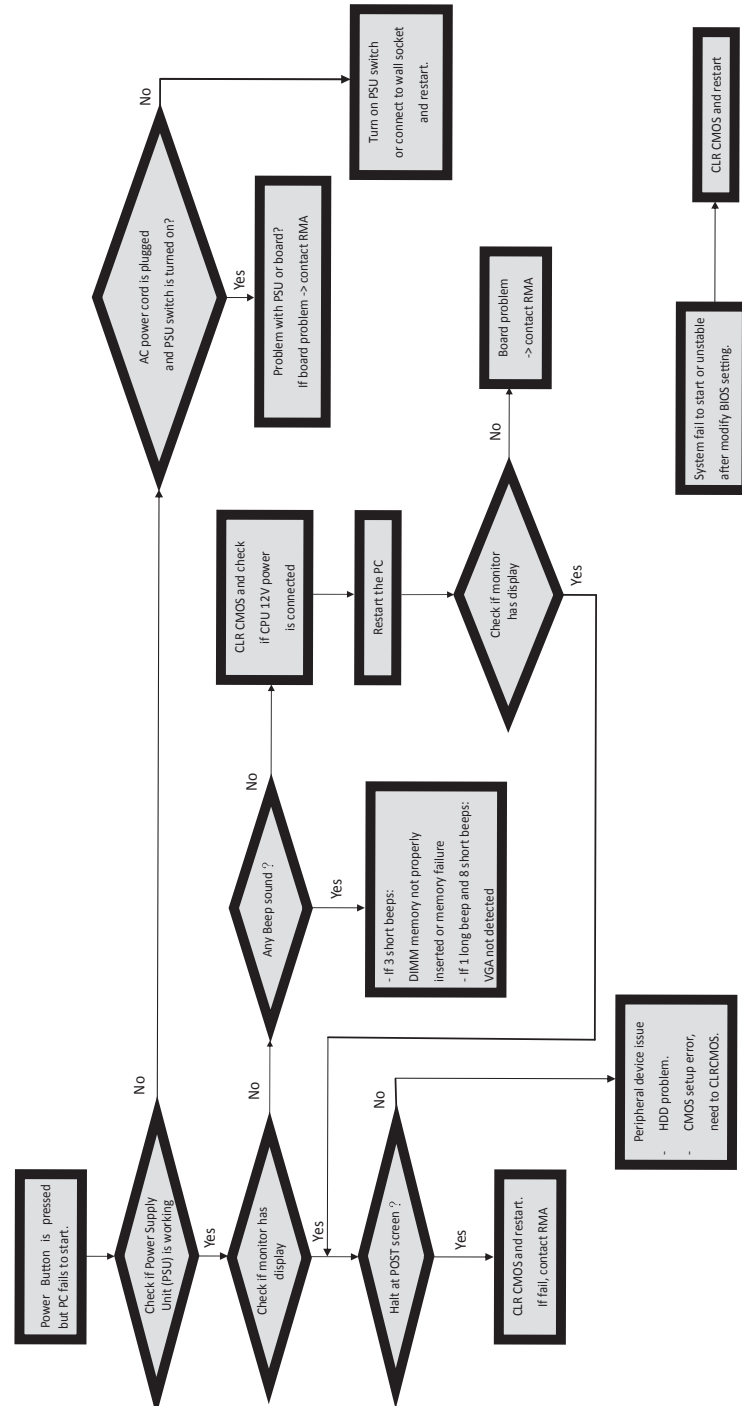 Power Button is pressed
but PC fails to start.
Check if Power Supply
Unit (PSU) is working
No
AC power cord is plugged
and PSU switch is turned on?
No
Turn on PSU switch
or connect to wall socket
and restart.
Yes
Problem with PSU or board?
If board problem -> contact RMA
Yes
Check if monitor has
display
No
Any Beep sound ?
No
CLR CMOS and check
if CPU 12V power
is connected
Restart the PC
Check if monitor
has display
No
Board problem
-> contact RMA
Yes
Yes
- If 3 short beeps:
DIMM memory not properly
inserted or memory failure
- If 1 long beep and 8 short beeps:
VGA not detected
Yes
Halt at POST screen ?
No
Peripheral device issue
- HDD problem.
- CMOS setup error,
need to CLRCMOS.
Yes
CLR CMOS and restart.
If fail, contact RMA
System fail to start or unstable
after modify BIOS setting.
CLR CMOS and restart